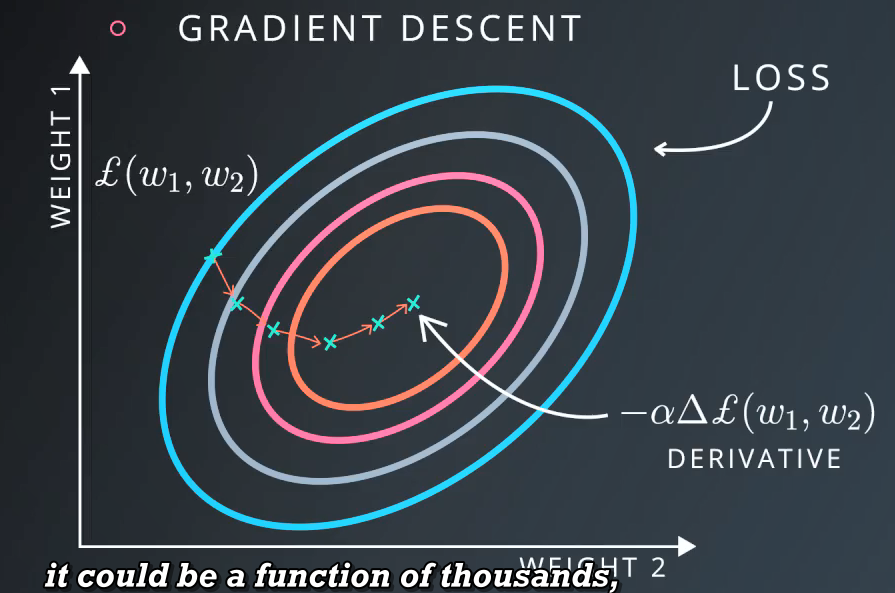 GRADIENT DESCENT
LOSS
WEIGHT 1
£(w₁, w₂)
−αΔ£(w₁, w₂)
DERIVATIVE
WEIGHT 2
it could be a function of thousands,